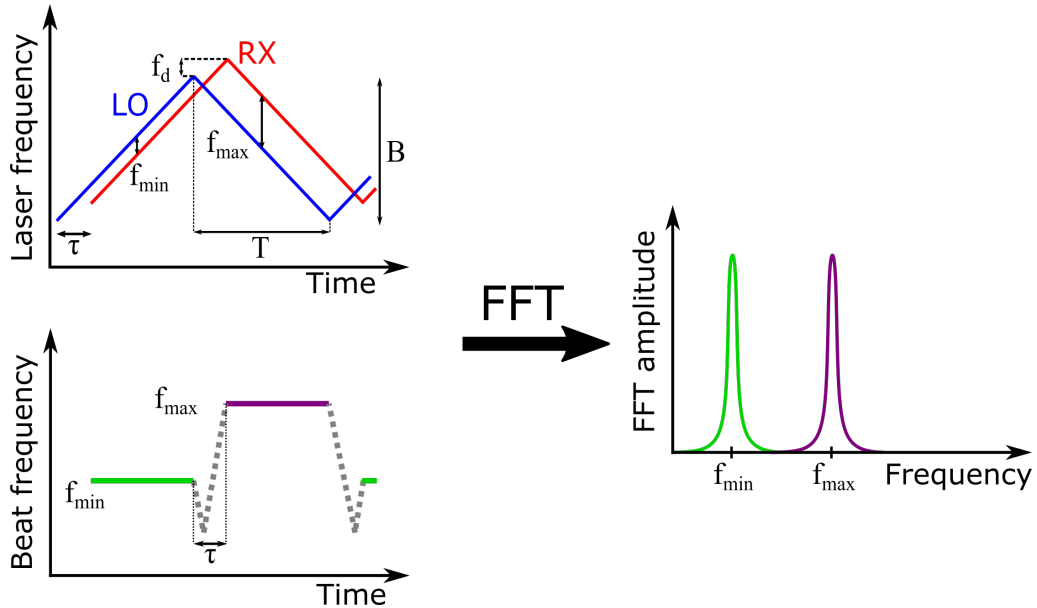 Laser frequency
f_d
RX
LO
f_min
f_max
B
τ
T
Time
FFT
Beat frequency
f_max
f_min
τ
Time
FFT amplitude
f_min
f_max
Frequency